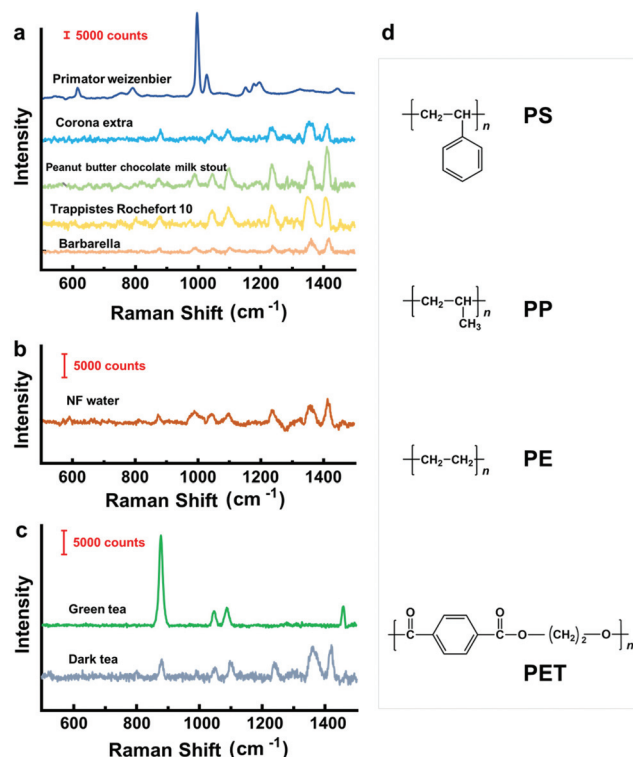 a
5000 counts
Primator weizenbier
Corona extra
Peanut butter chocolate milk stout
Trappistes Rochefort 10
Barbarella
Intensity
600 800 1000 1200 1400
Raman Shift (cm⁻¹)
b
5000 counts
NF water
Intensity
600 800 1000 1200 1400
Raman Shift (cm⁻¹)
c
5000 counts
Green tea
Dark tea
Intensity
600 800 1000 1200 1400
Raman Shift (cm⁻¹)
d
CH₂ CH n
PS
CH₂ CH n
CH₃
PP
CH₂ CH₂ n
PE
O O
C C O (CH₂)₂ O n
PET